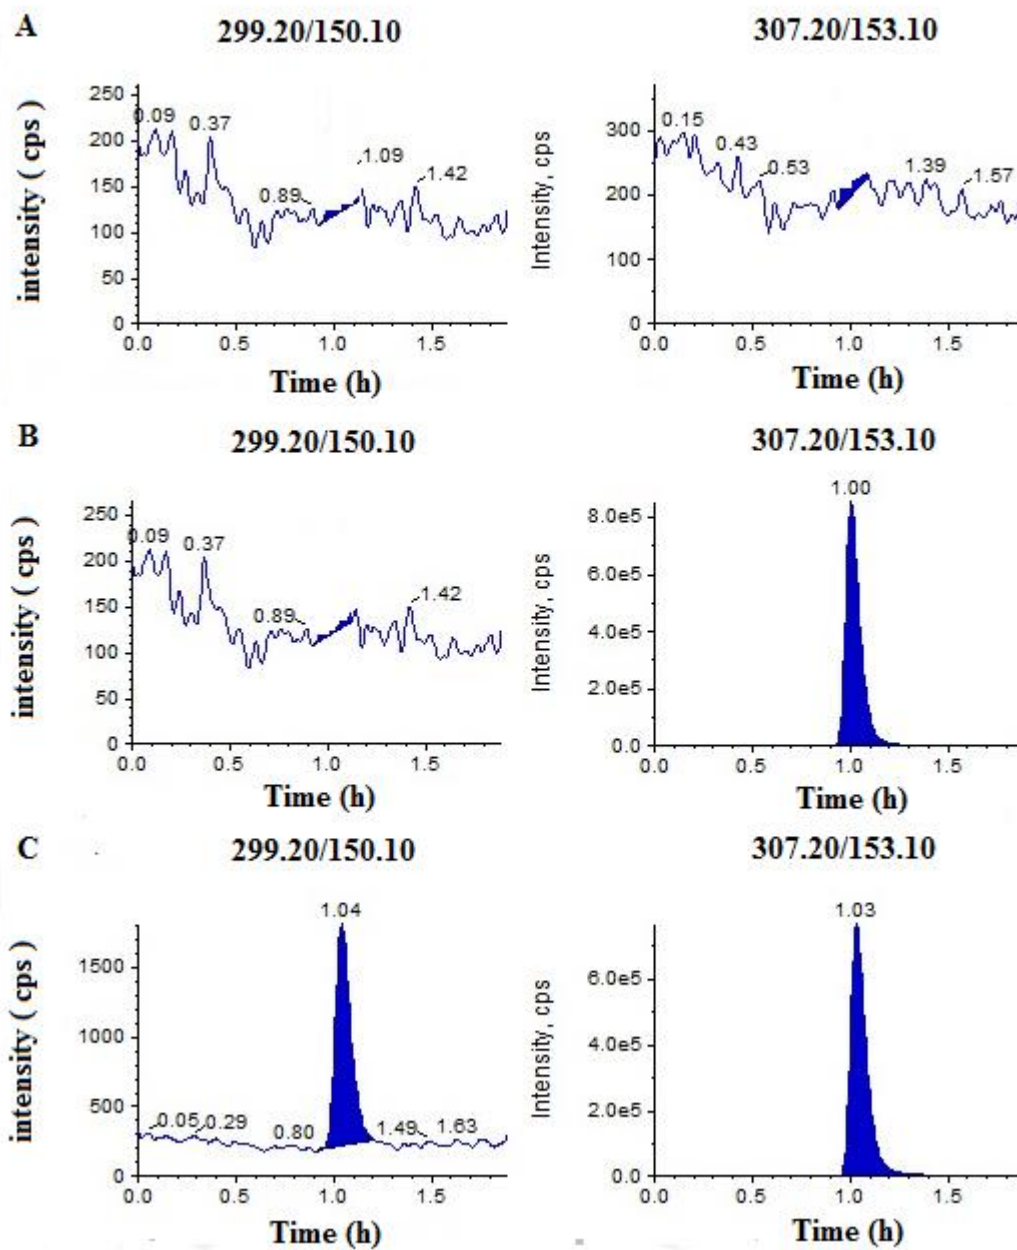 A
299.20/150.10
307.20/153.10
intensity ( cps )
250
200
150
100
50
0
0.09
0.37
0.89
1.09
1.42
0.0 0.5 1.0 1.5
Time (h)
Intensity, cps
300
200
100
0
0.15
0.43
0.53
1.39
1.57
0.0 0.5 1.0 1.5
Time (h)
B
299.20/150.10
307.20/153.10
intensity ( cps )
250
200
150
100
50
0
0.09
0.37
0.89
1.42
0.0 0.5 1.0 1.5
Time (h)
Intensity, cps
8.0e5
6.0e5
4.0e5
2.0e5
0.0
1.00
0.0 0.5 1.0 1.5
Time (h)
C
299.20/150.10
307.20/153.10
intensity ( cps )
1500
1000
500
0
1.04
0.05 0.29 0.80 1.49 1.63
0.0 0.5 1.0 1.5
Time (h)
Intensity, cps
6.0e5
4.0e5
2.0e5
0.0
1.03
0.0 0.5 1.0 1.5
Time (h)